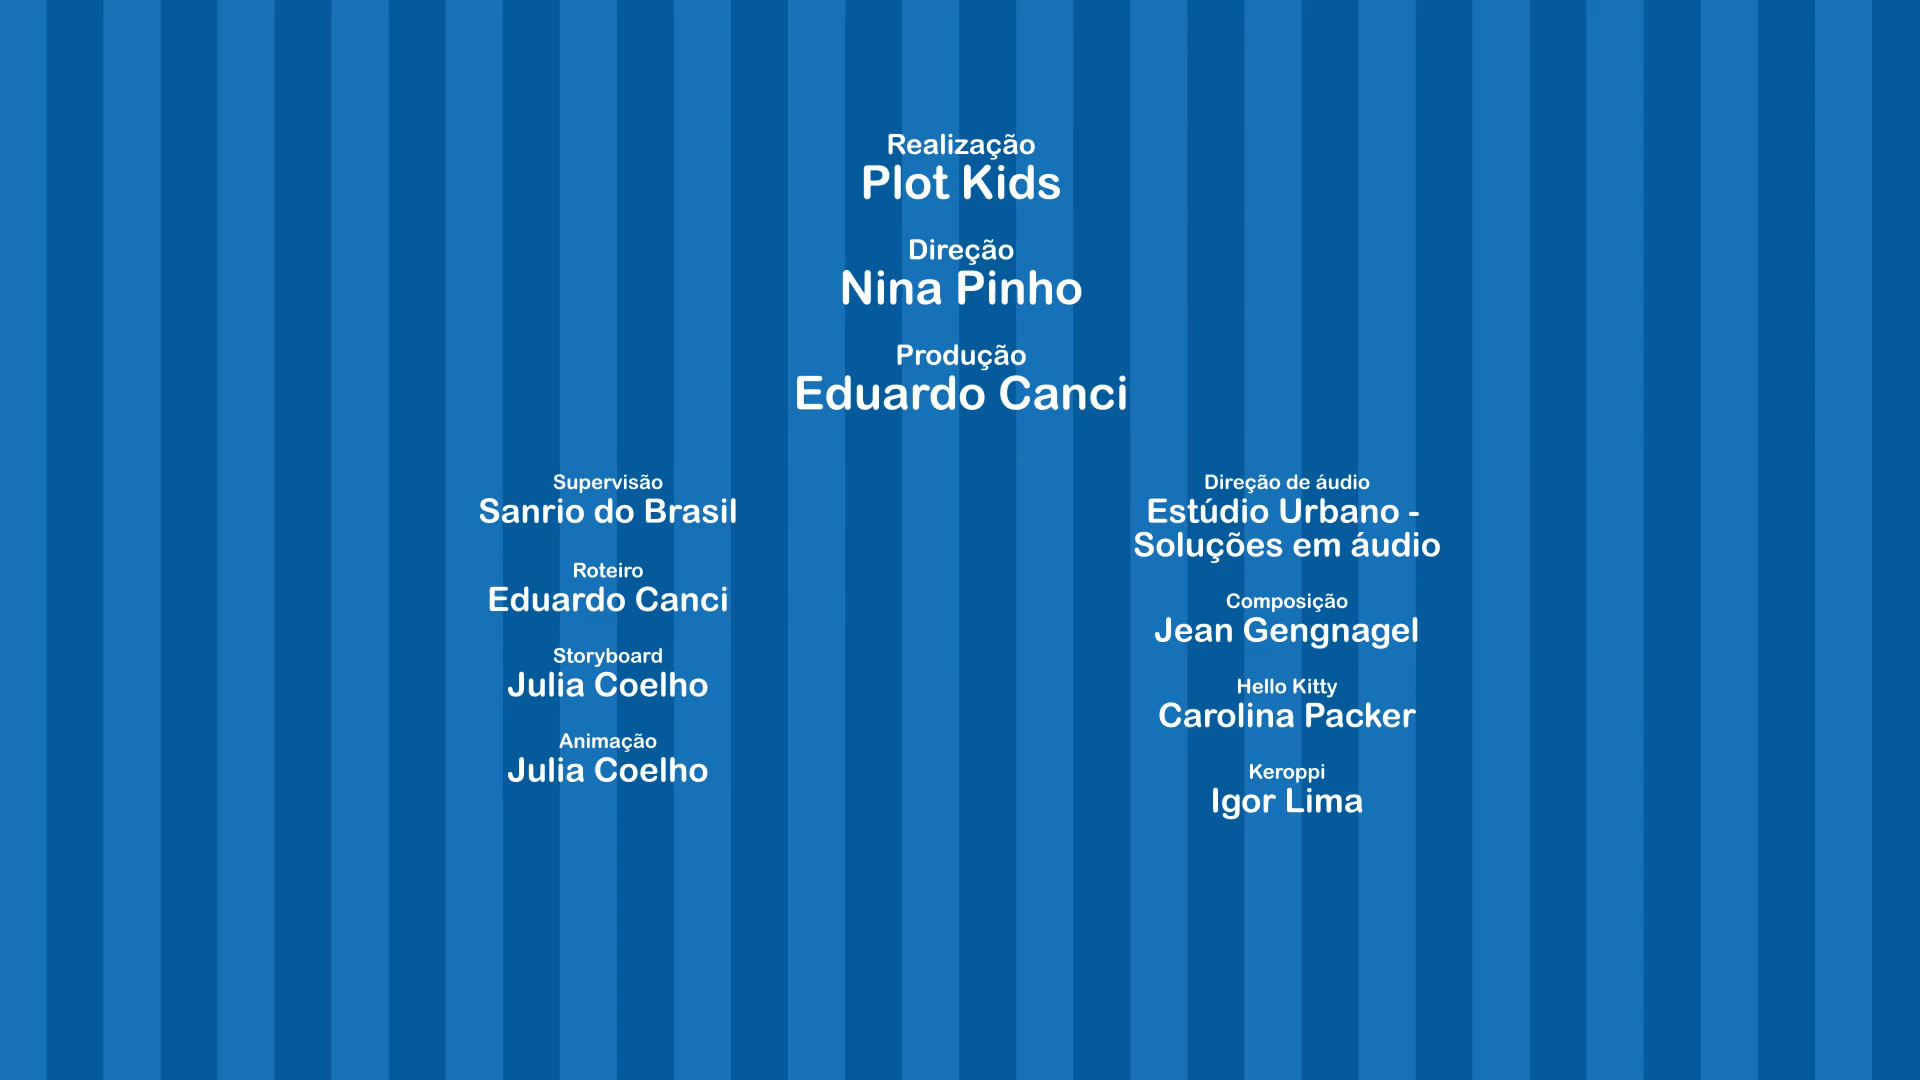 Realização
Plot Kids
Direção
Nina Pinho
Produção
Eduardo Canci
Supervisão
Sanrio do Brasil
Roteiro
Eduardo Canci
Storyboard
Julia Coelho
Animação
Julia Coelho
Direção de áudio
Estúdio Urbano -
Soluções em áudio
Composição
Jean Gengnagel
Hello Kitty
Carolina Packer
Keroppi
Igor Lima